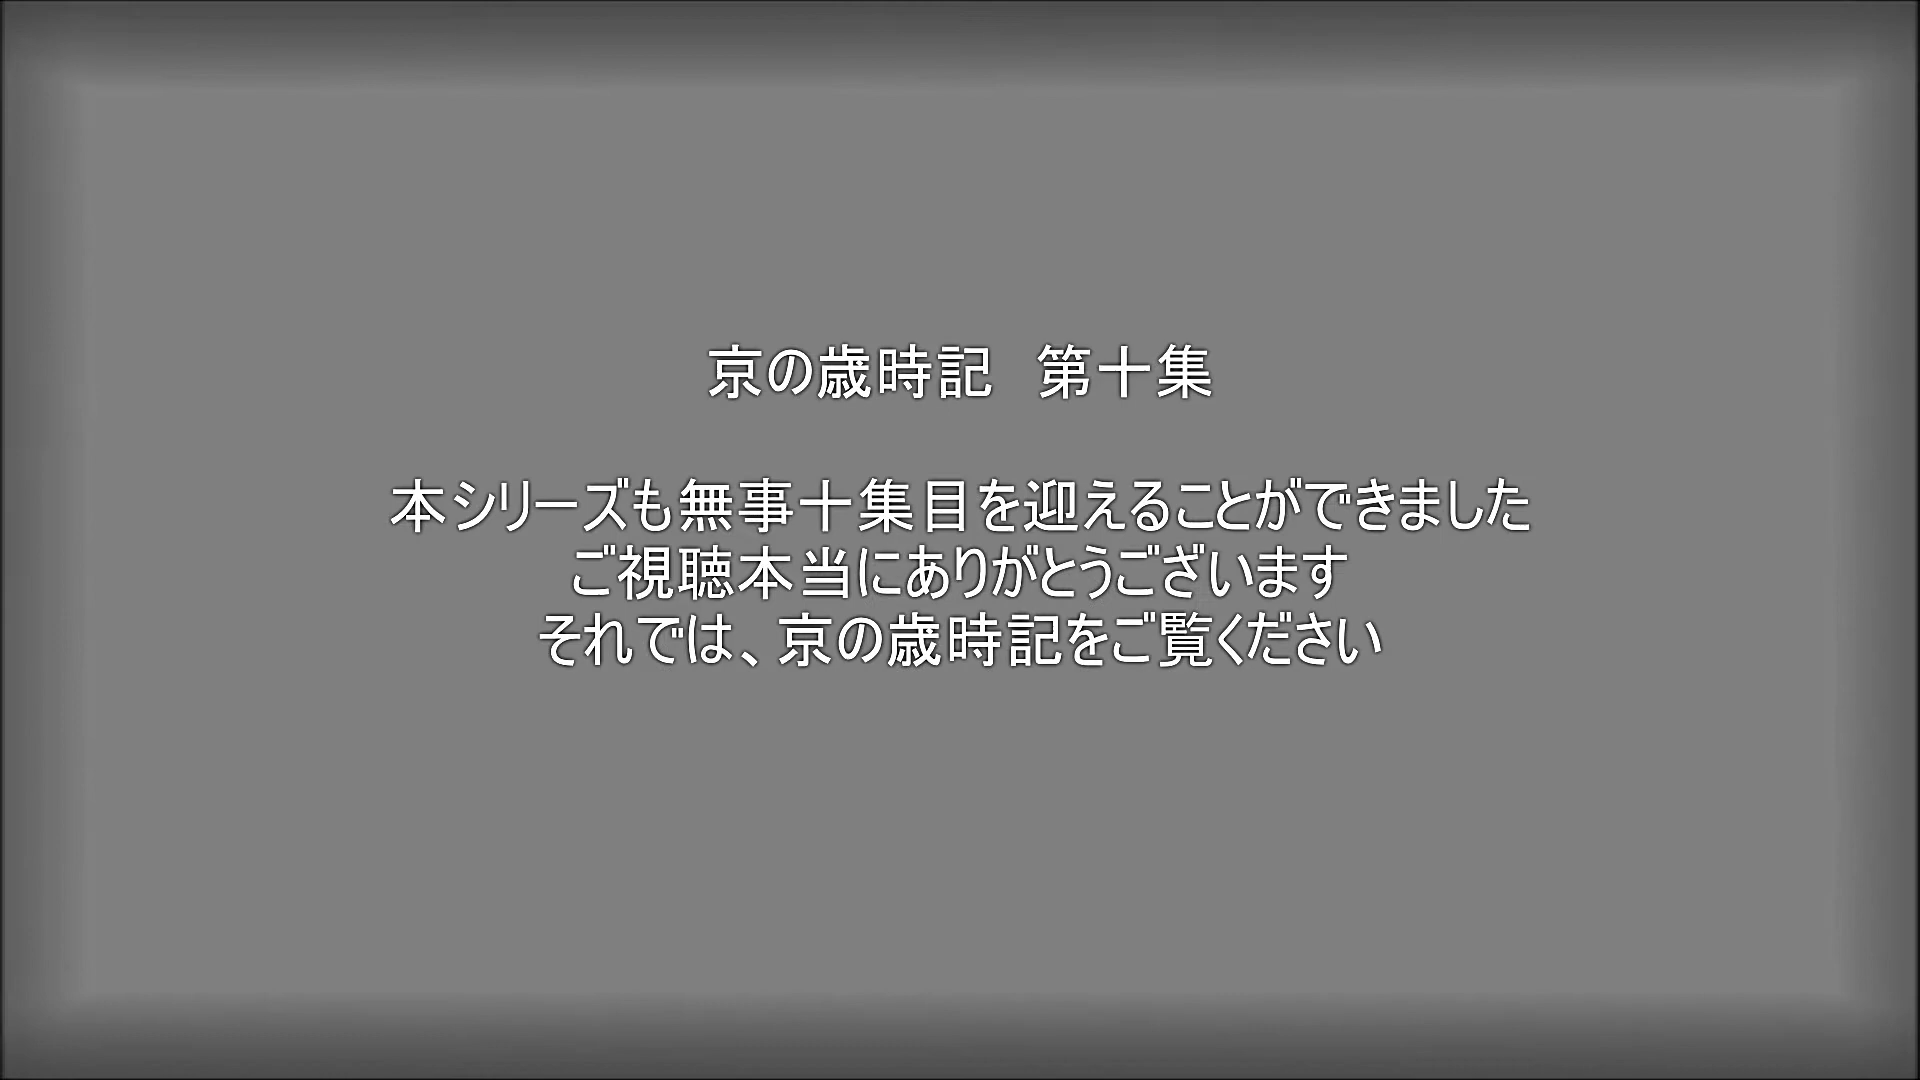 京の歳時記　第十集
本シリーズも無事十集目を迎えることができました
ご視聴本当にありがとうございます
それでは、京の歳時記をご覧ください